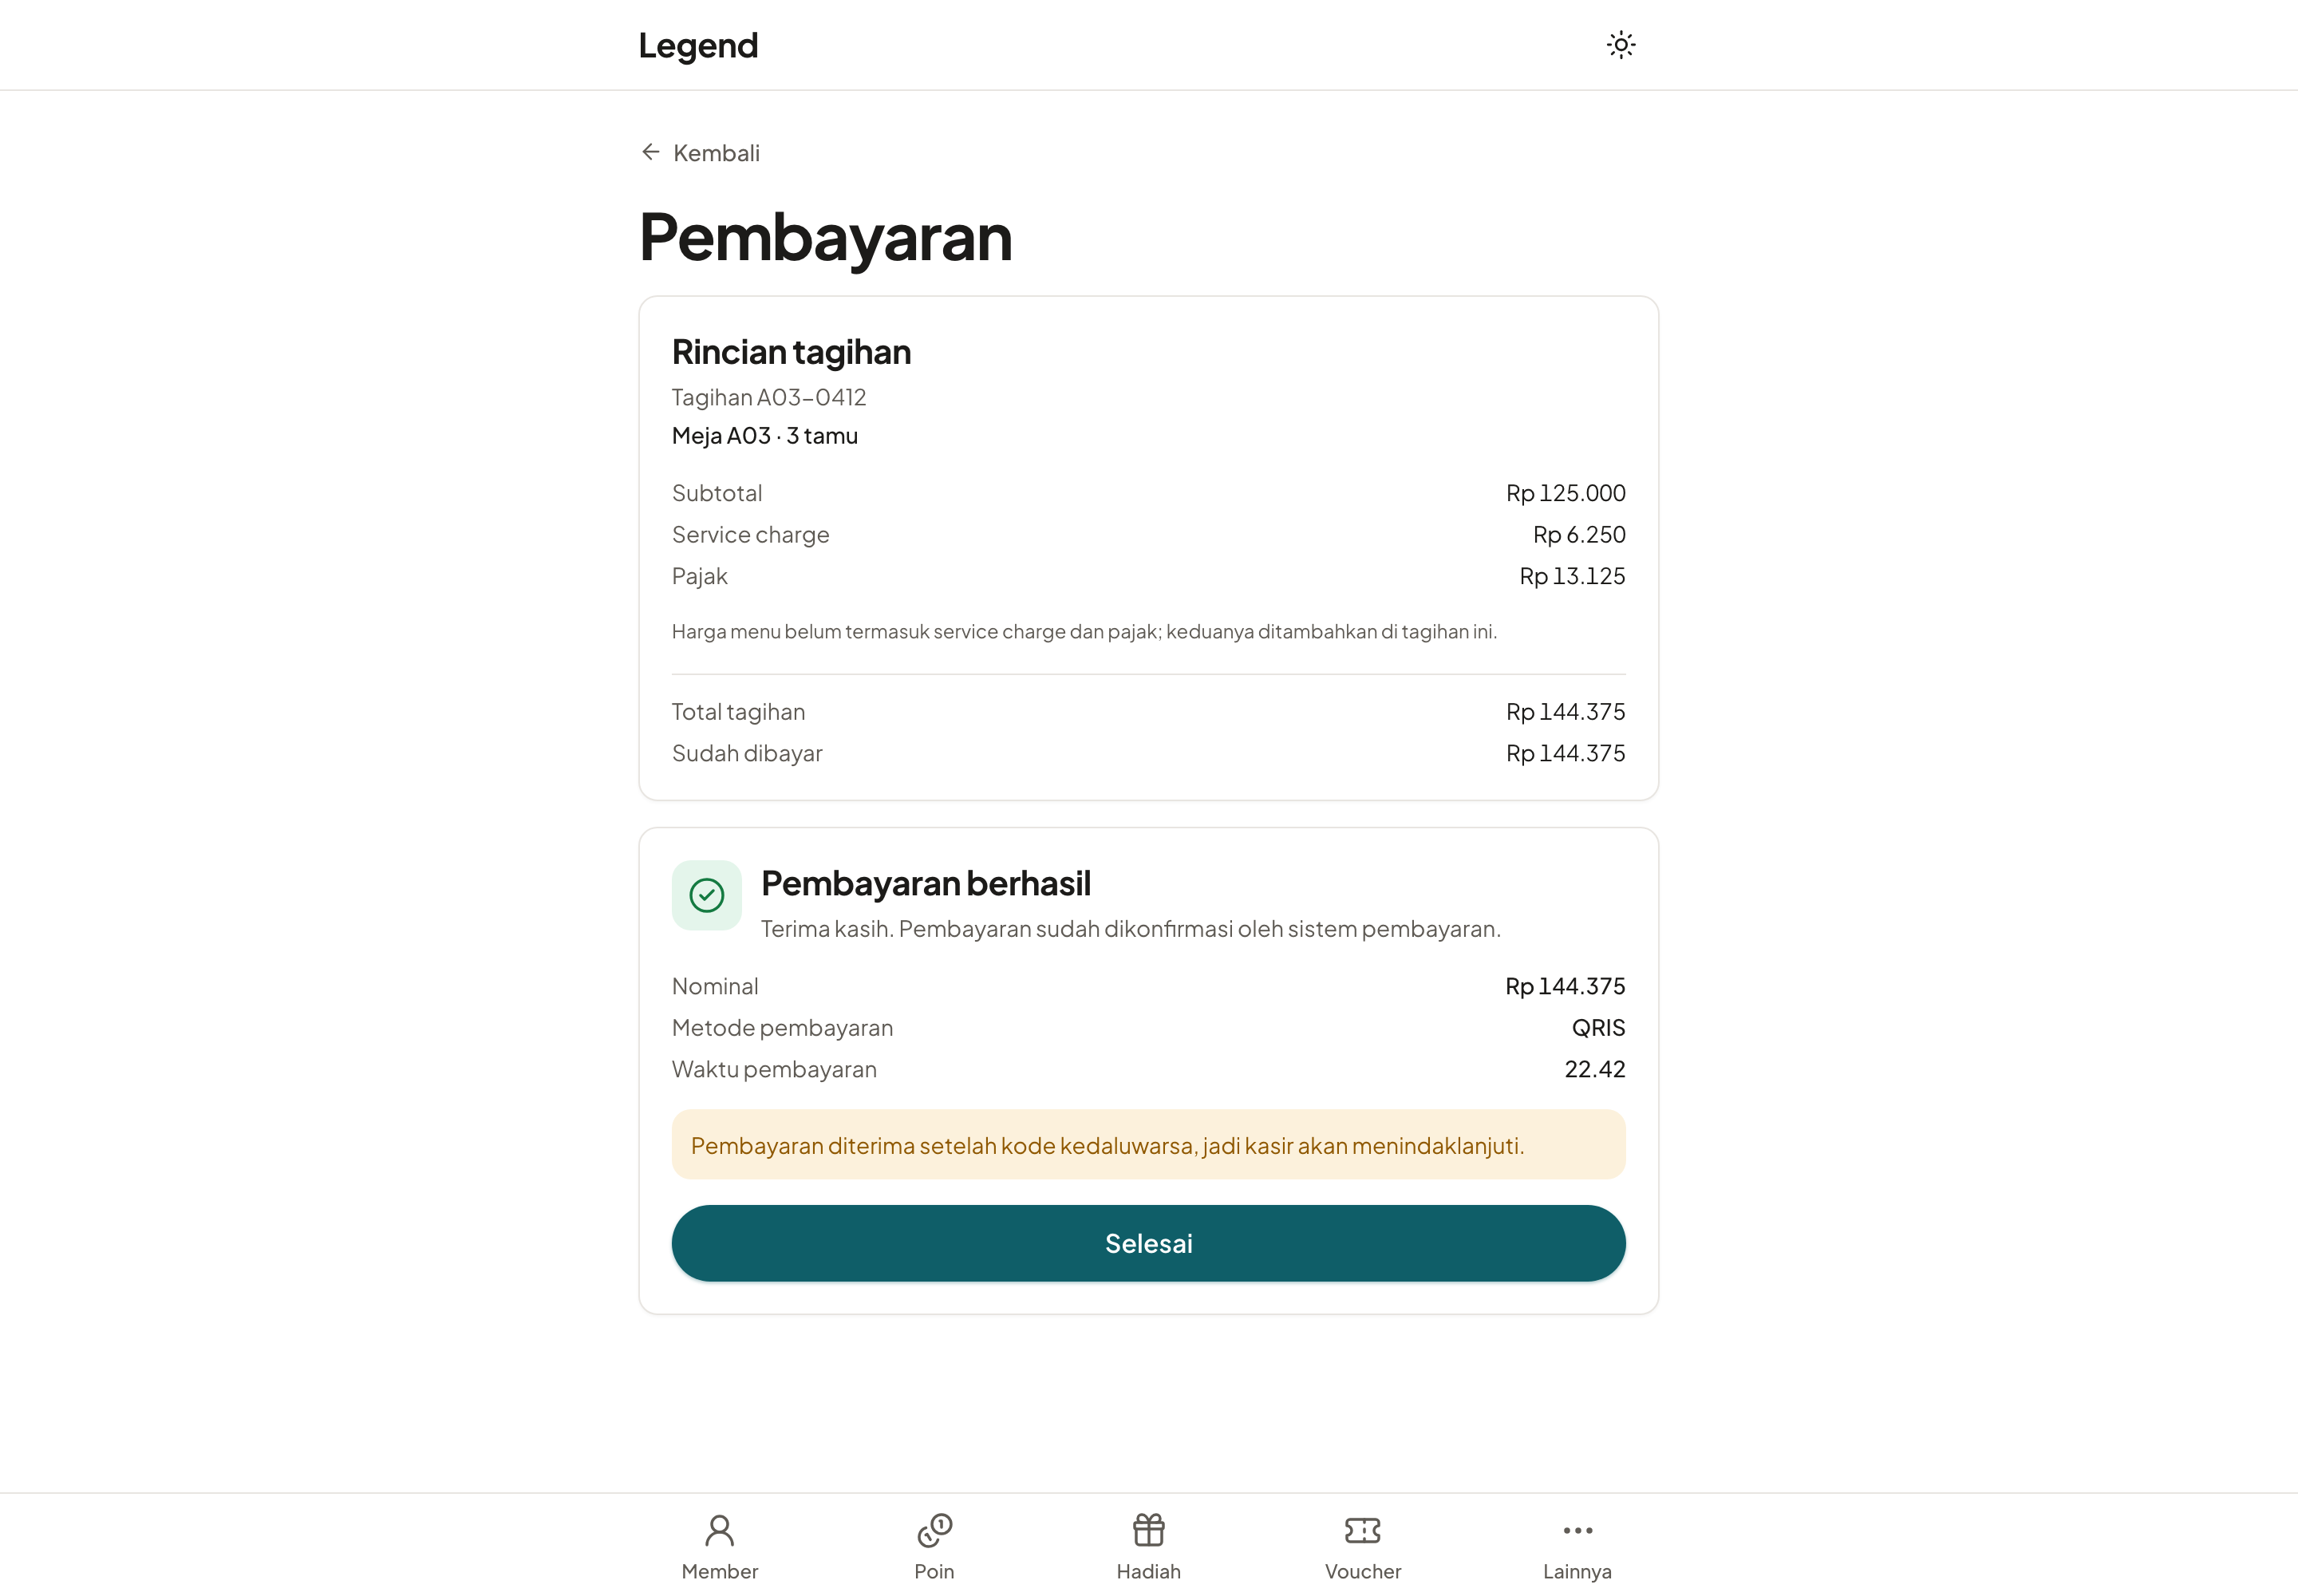 Legend
Kembali
Pembayaran
Rincian tagihan
Tagihan A03–0412
Meja A03 · 3 tamu
Subtotal Rp 125.000
Service charge Rp 6.250
Pajak Rp 13.125
Harga menu belum termasuk service charge dan pajak; keduanya ditambahkan di tagihan ini.
Total tagihan Rp 144.375
Sudah dibayar Rp 144.375
Pembayaran berhasil
Terima kasih. Pembayaran sudah dikonfirmasi oleh sistem pembayaran.
Nominal Rp 144.375
Metode pembayaran QRIS
Waktu pembayaran 22.42
Pembayaran diterima setelah kode kedaluwarsa, jadi kasir akan menindaklanjuti.
Selesai
Member Poin Hadiah Voucher Lainnya